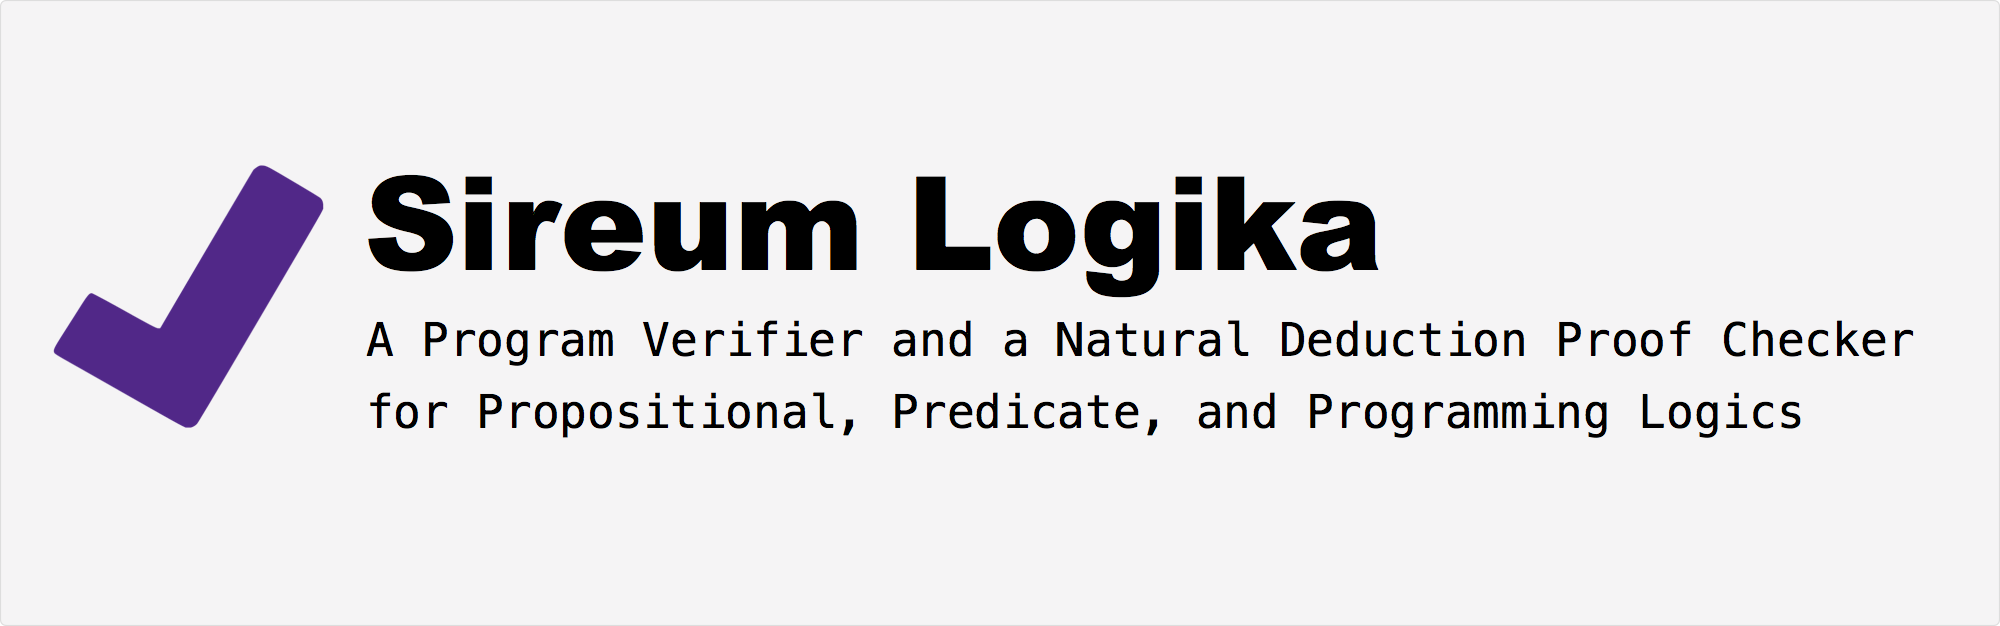 Sireum Logika
A Program Verifier and a Natural Deduction Proof Checker
for Propositional, Predicate, and Programming Logics